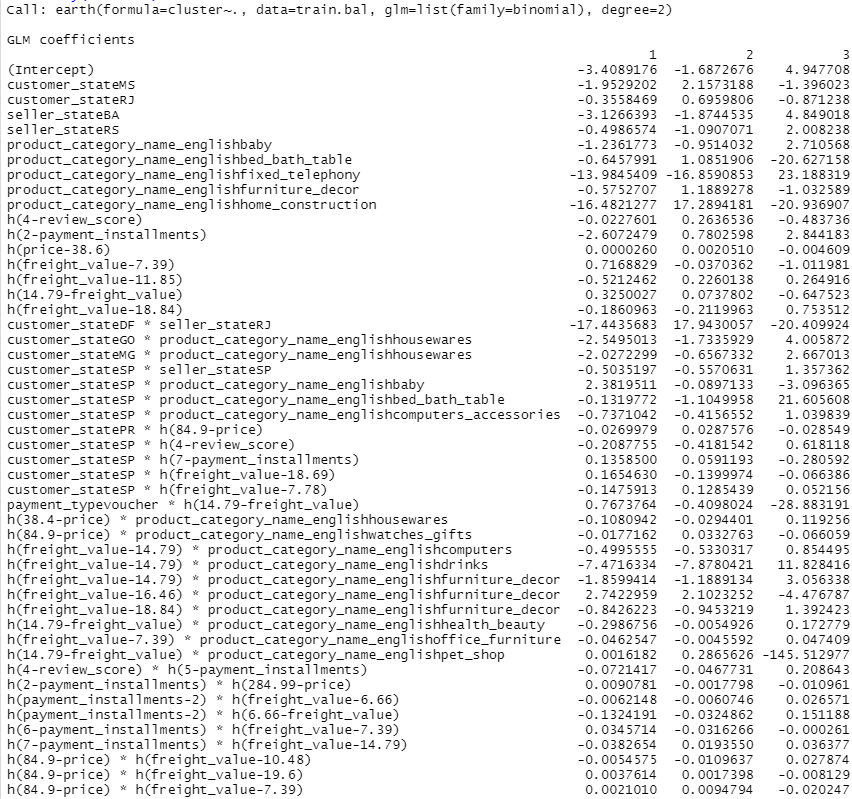 Call: earth(formula=cluster~., data=train.bal, glm=list(family=binomial), degree=2)
GLM coefficients
1 2 3
(Intercept) -3.4089176 -1.6872676 4.947708
customer_stateMS -1.9529202 2.1573188 -1.396023
customer_stateRJ -0.3558469 0.6959806 -0.871238
seller_stateBA -3.1266393 -1.8744535 4.849018
seller_stateRS -0.4986574 -1.0907071 2.008238
product_category_name_englishbaby -1.2361773 -0.9514032 2.710568
product_category_name_englishbed_bath_table -0.6457991 1.0851906 -20.627158
product_category_name_englishfixed_telephony -13.9845409 -16.8590853 23.188319
product_category_name_englishfurniture_decor -0.5752707 1.1889278 -1.032589
product_category_name_englishhome_construction -16.4821277 17.2894181 -20.936907
h(4-review_score) -0.0227601 0.2636536 -0.483736
h(2-payment_installments) -2.6072479 0.7802598 2.844183
h(price-38.6) 0.0000260 0.0020510 -0.004609
h(freight_value-7.39) 0.7168829 -0.0370362 -1.011981
h(freight_value-11.85) -0.5212462 0.2260138 0.264916
h(14.79-freight_value) 0.3250027 0.0737802 -0.647523
h(freight_value-18.84) -0.1860963 -0.2119963 0.753512
customer_stateDF * seller_stateRJ -17.4435683 17.9430057 -20.409924
customer_stateGO * product_category_name_englishhousewares -2.5495013 -1.7335929 4.005872
customer_stateMG * product_category_name_englishhousewares -2.0272299 -0.6567332 2.667013
customer_stateSP * seller_stateSP -0.5035197 -0.5570631 1.357362
customer_stateSP * product_category_name_englishbaby 2.3819511 -0.0897133 -3.096365
customer_stateSP * product_category_name_englishbed_bath_table -0.1319772 -1.1049958 21.605608
customer_stateSP * product_category_name_englishcomputers_accessories -0.7371042 -0.4156552 1.039839
customer_statePR * h(84.9-price) -0.0269979 0.0287576 -0.028549
customer_stateSP * h(4-review_score) -0.2087755 -0.4181542 0.618118
customer_stateSP * h(7-payment_installments) 0.1358500 0.0591193 -0.280592
customer_stateSP * h(freight_value-18.69) 0.1654630 -0.1399974 -0.066386
customer_stateSP * h(freight_value-7.78) -0.1475913 0.1285439 0.052156
payment_typevoucher * h(14.79-freight_value) 0.7673764 -0.4098024 -28.883191
h(38.4-price) * product_category_name_englishhousewares -0.1080942 -0.0294401 0.119256
h(84.9-price) * product_category_name_englishwatches_gifts -0.0177162 0.0332763 -0.066059
h(freight_value-14.79) * product_category_name_englishcomputers -0.4995555 -0.5330317 0.854495
h(freight_value-14.79) * product_category_name_englishdrinks -7.4716334 -7.8780421 11.828416
h(freight_value-14.79) * product_category_name_englishfurniture_decor -1.8599414 -1.1889134 3.056338
h(freight_value-16.46) * product_category_name_englishfurniture_decor 2.7422959 2.1023252 -4.476787
h(freight_value-18.84) * product_category_name_englishfurniture_decor -0.8426223 -0.9453219 1.392423
h(14.79-freight_value) * product_category_name_englishhealth_beauty -0.2986756 -0.0054926 0.172779
h(freight_value-7.39) * product_category_name_englishoffice_furniture -0.0462547 -0.0045592 0.047409
h(14.79-freight_value) * product_category_name_englishpet_shop 0.0016182 0.2865626 -145.512977
h(4-review_score) * h(5-payment_installments) -0.0721417 -0.0467731 0.208643
h(2-payment_installments) * h(284.99-price) 0.0090781 -0.0017798 -0.010961
h(payment_installments-2) * h(freight_value-6.66) -0.0062148 -0.0060746 0.026571
h(payment_installments-2) * h(6.66-freight_value) -0.1324191 -0.0324862 0.151188
h(6-payment_installments) * h(freight_value-7.39) 0.0345714 -0.0316266 -0.000261
h(7-payment_installments) * h(freight_value-14.79) -0.0382654 0.0193550 0.036377
h(84.9-price) * h(freight_value-10.48) -0.0054575 -0.0109637 0.027874
h(84.9-price) * h(freight_value-19.6) 0.0037614 0.0017398 -0.008129
h(84.9-price) * h(freight_value-7.39) 0.0021010 0.0094794 -0.020247